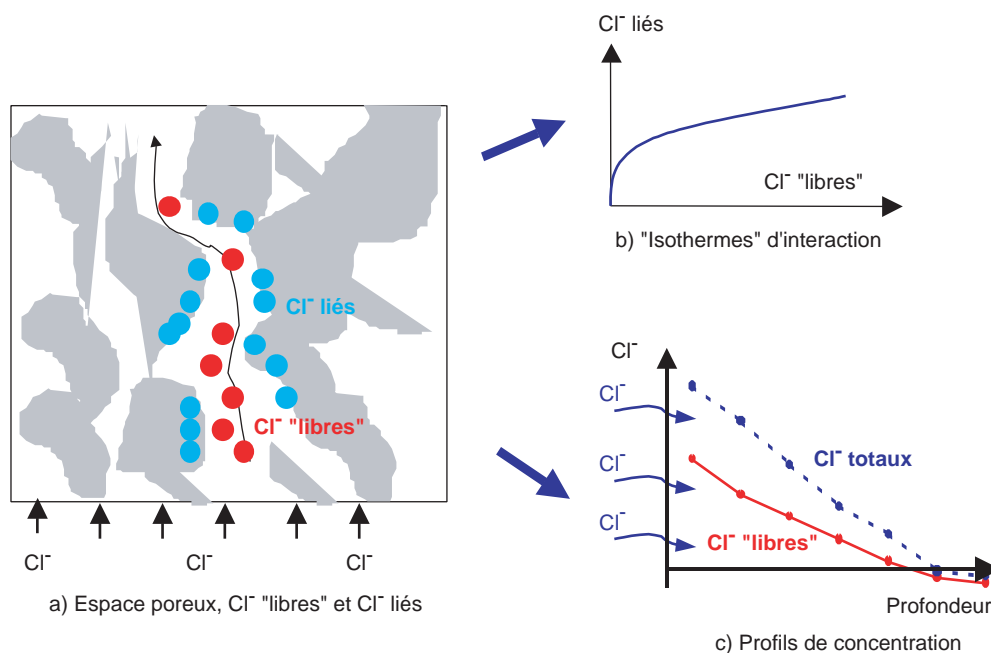 Cl⁻ liés
Cl⁻ "libres"
Cl⁻ Cl⁻ Cl⁻
a) Espace poreux, Cl⁻ "libres" et Cl⁻ liés
Cl⁻ liés
Cl⁻ "libres"
b) "Isothermes" d'interaction
Cl⁻
Cl⁻
Cl⁻
Cl⁻
Cl⁻ totaux
Cl⁻ "libres"
Profondeur
c) Profils de concentration